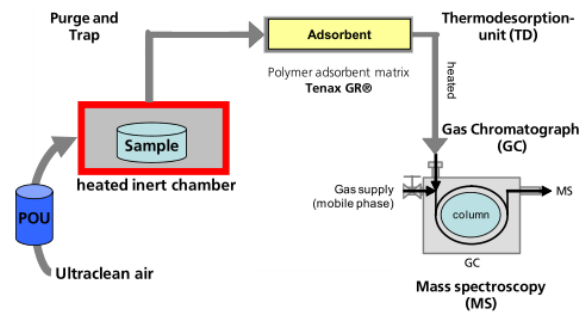 Purge and
Trap
Adsorbent
Thermodesorption-
unit (TD)
Polymer adsorbent matrix
Tenax GR®
heated
Sample
heated inert chamber
Gas Chromatograph
(GC)
POU
Gas supply
(mobile phase)
column
MS
GC
Ultraclean air
Mass spectroscopy
(MS)